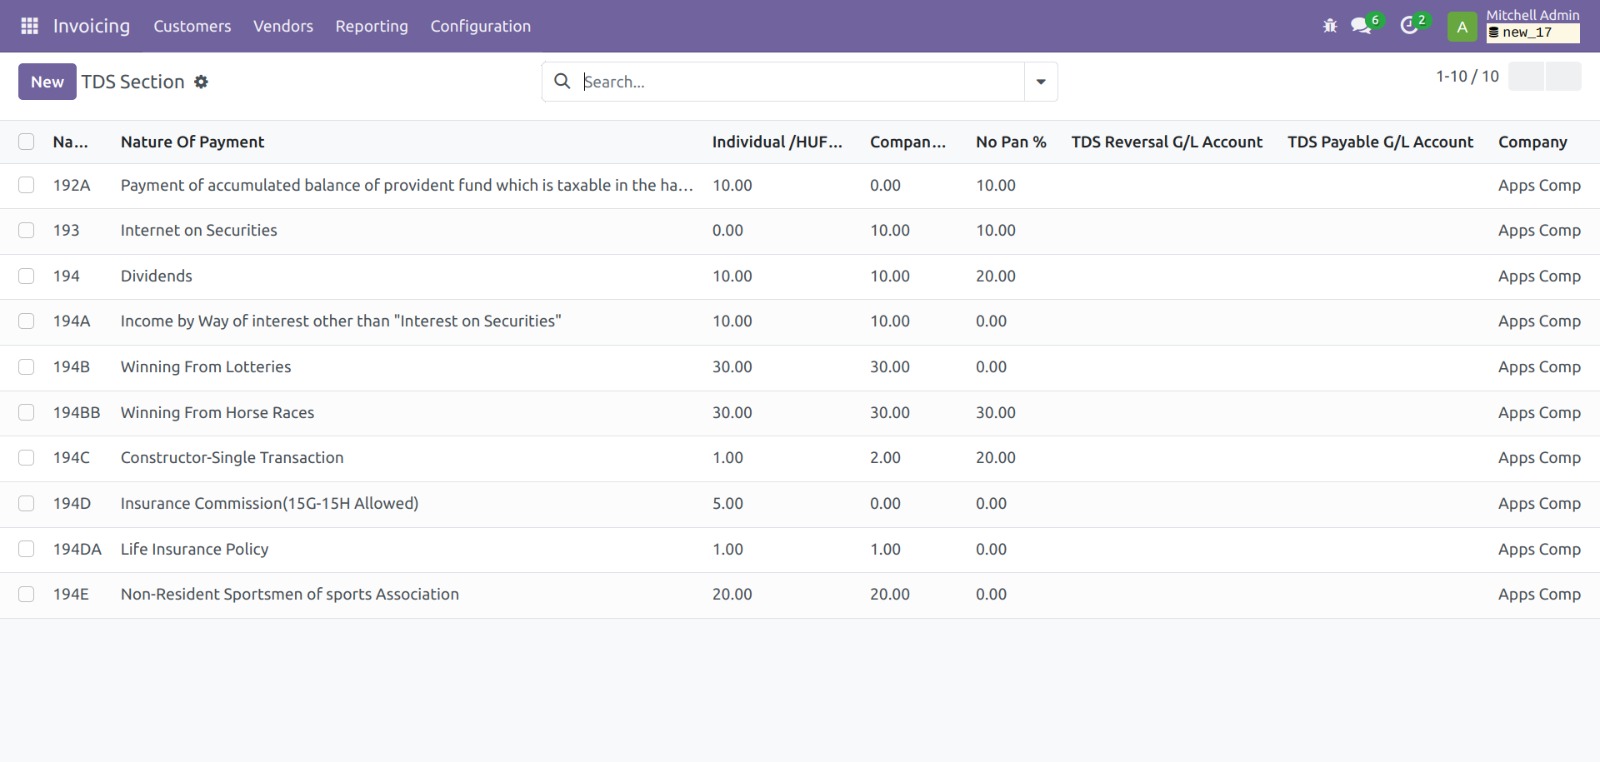 Invoicing Customers Vendors Reporting Configuration 6 2 A Mitchell Admin
new_17
New TDS Section Search... 1-10 / 10
Na... Nature Of Payment Individual /HUF... Compan... No Pan % TDS Reversal G/L Account TDS Payable G/L Account Company
192A Payment of accumulated balance of provident fund which is taxable in the ha... 10.00 0.00 10.00 Apps Comp
193 Internet on Securities 0.00 10.00 10.00 Apps Comp
194 Dividends 10.00 10.00 20.00 Apps Comp
194A Income by Way of interest other than "Interest on Securities" 10.00 10.00 0.00 Apps Comp
194B Winning From Lotteries 30.00 30.00 0.00 Apps Comp
194BB Winning From Horse Races 30.00 30.00 30.00 Apps Comp
194C Constructor-Single Transaction 1.00 2.00 20.00 Apps Comp
194D Insurance Commission(15G-15H Allowed) 5.00 0.00 0.00 Apps Comp
194DA Life Insurance Policy 1.00 1.00 0.00 Apps Comp
194E Non-Resident Sportsmen of sports Association 20.00 20.00 0.00 Apps Comp